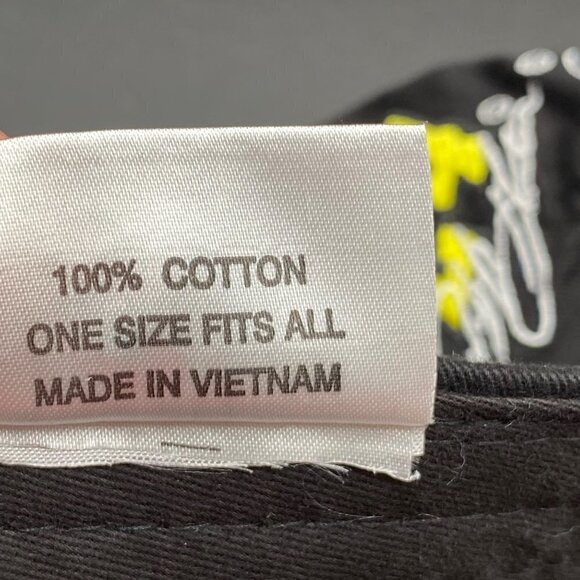 100% COTTON
ONE SIZE FITS ALL
MADE IN VIETNAM